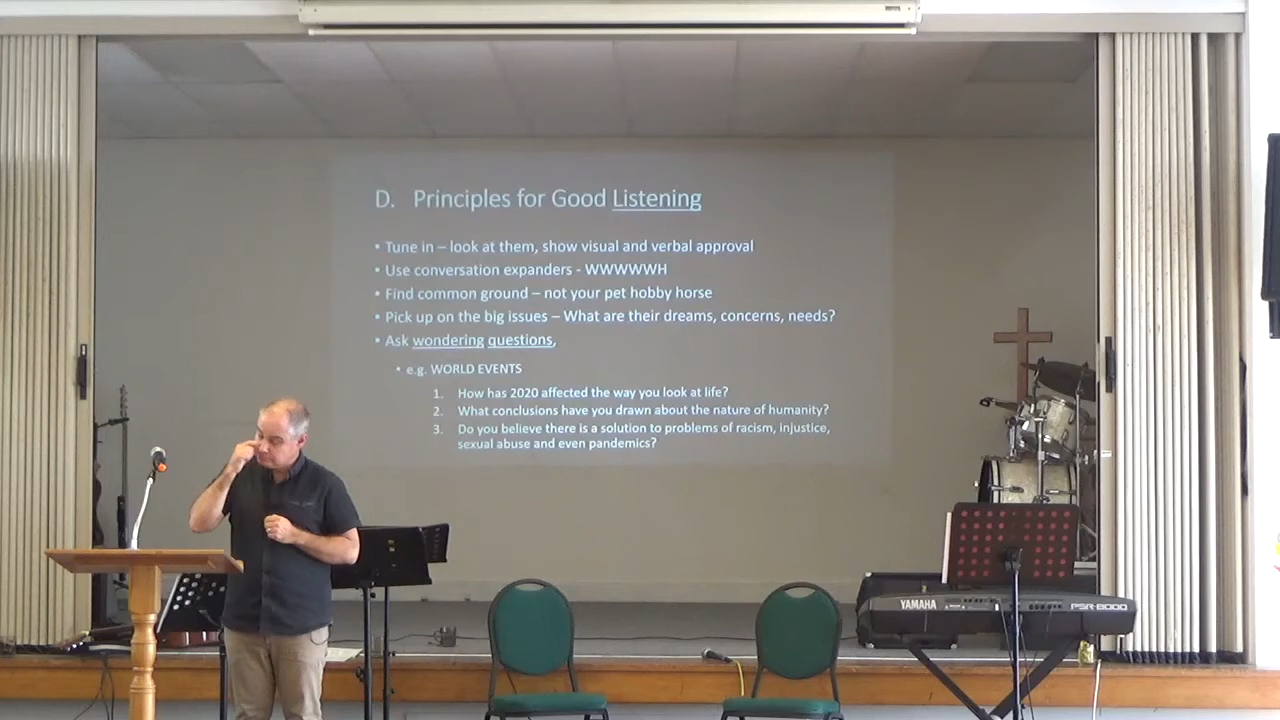 D. Principles for Good Listening
• Tune in – look at them, show visual and verbal approval
• Use conversation expanders - WWWWWH
• Find common ground – not your pet hobby horse
• Pick up on the big issues – What are their dreams, concerns, needs?
• Ask wondering questions,
• e.g. WORLD EVENTS
1. How has 2020 affected the way you look at life?
2. What conclusions have you drawn about the nature of humanity?
3. Do you believe there is a solution to problems of racism, injustice,
sexual abuse and even pandemics?
YAMAHA
PSR-8000